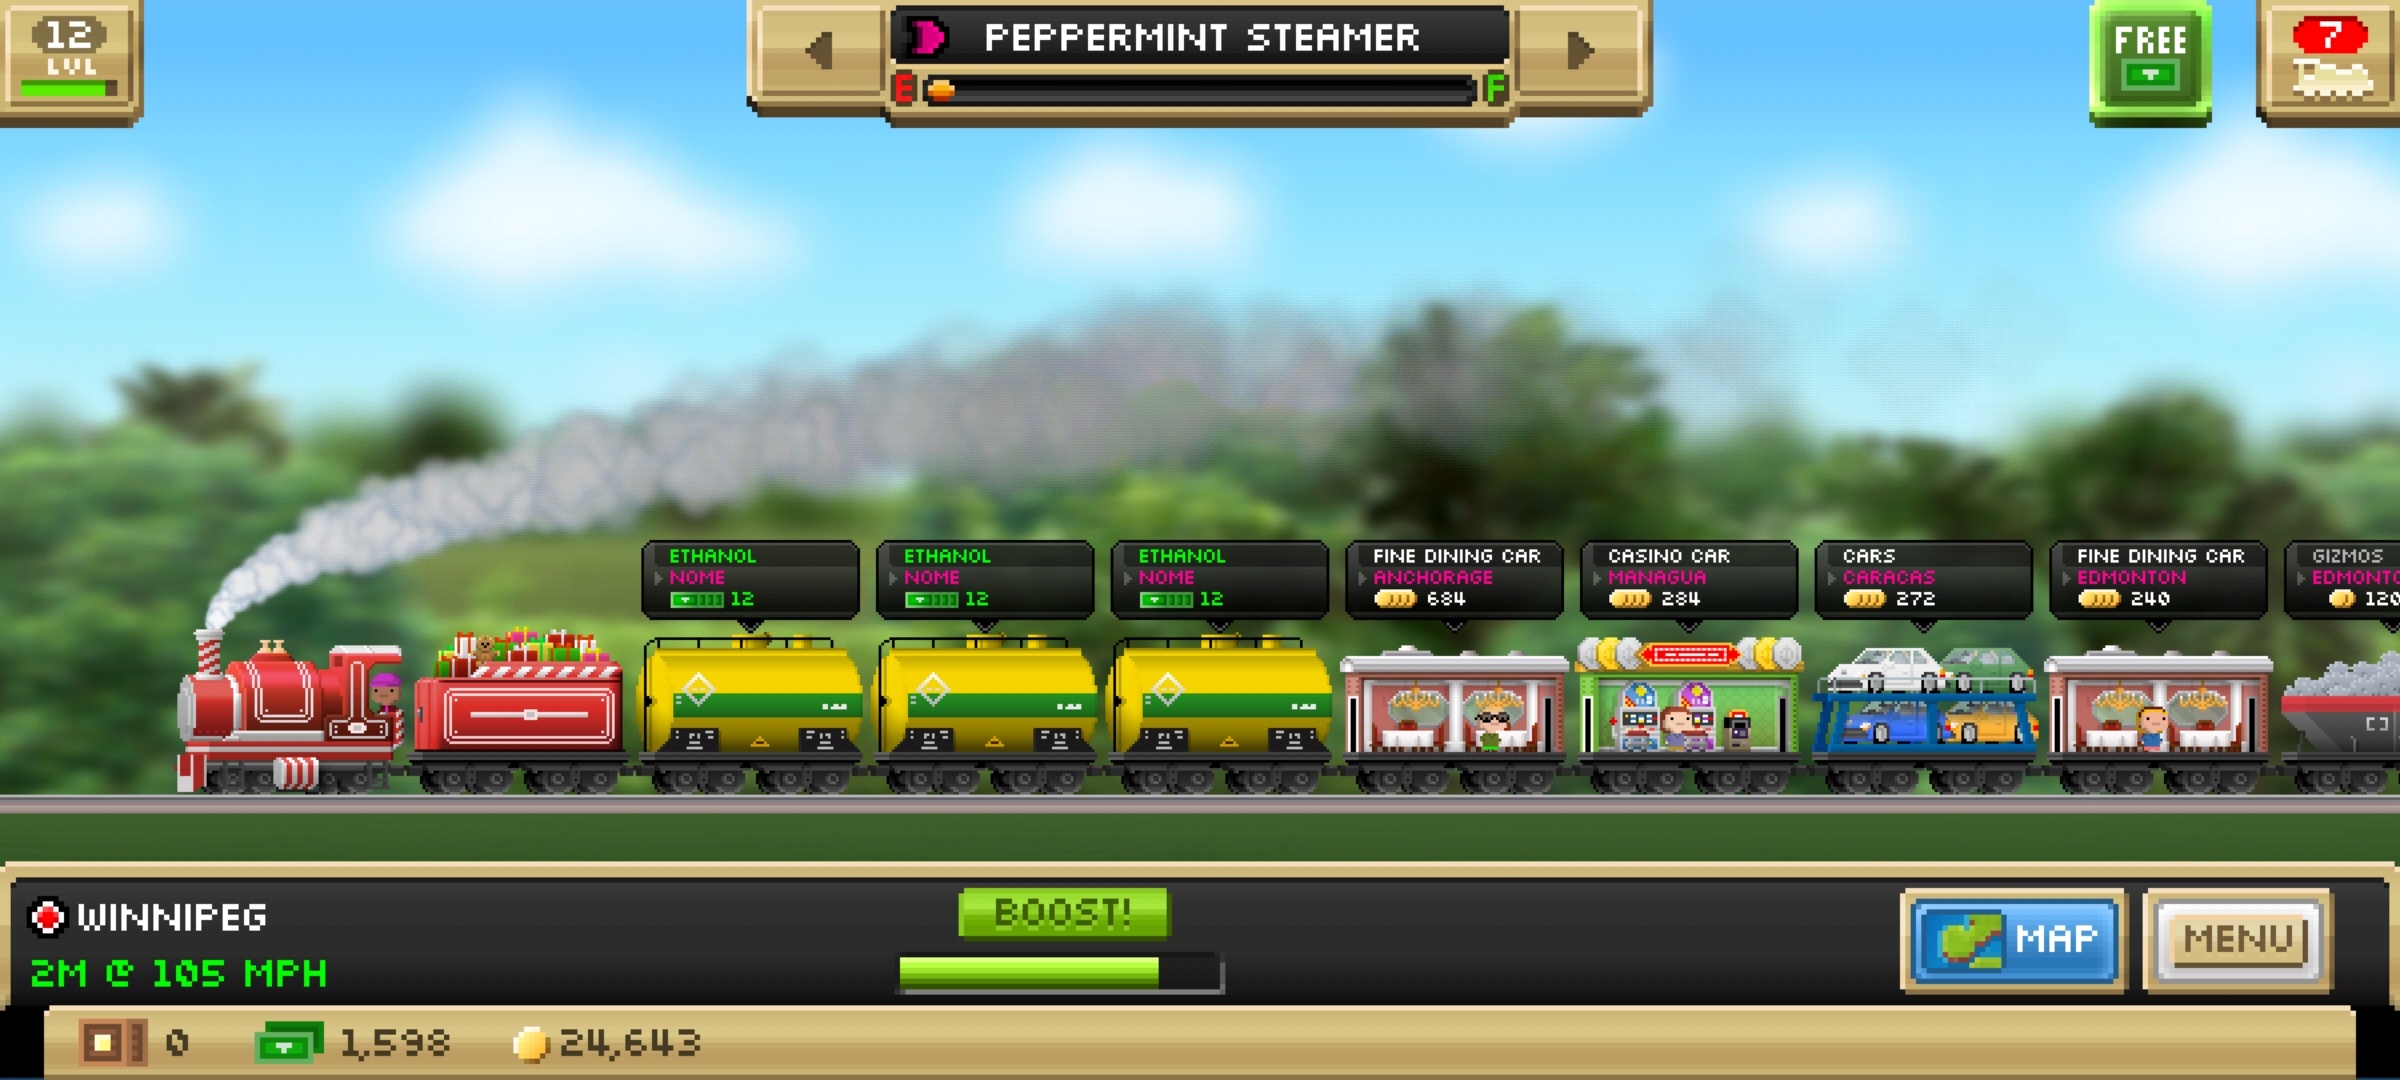 12
LVL
PEPPERMINT STEAMER
E
F
FREE
7
ETHANOL
NOME
12
ETHANOL
NOME
12
ETHANOL
NOME
12
FINE DINING CAR
ANCHORAGE
684
CASINO CAR
MANAGUA
284
CARS
CARACAS
272
FINE DINING CAR
EDMONTON
240
GIZMOS
EDMONTO
120
WINNIPEG
2M @ 105 MPH
BOOST!
MAP
MENU
0
1,598
24,643